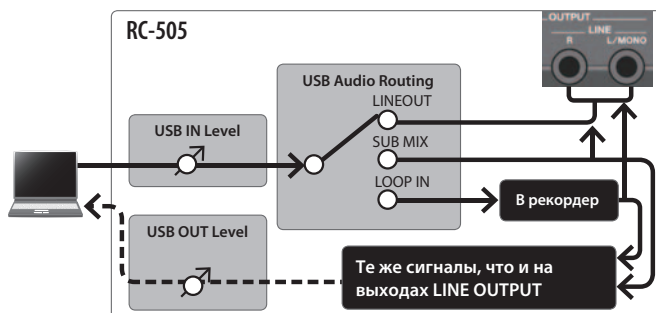 RC-505
OUTPUT
LINE
R
L/MONO
USB Audio Routing
LINEOUT
USB IN Level
SUB MIX
LOOP IN
В рекордер
USB OUT Level
Те же сигналы, что и на
выходах LINE OUTPUT